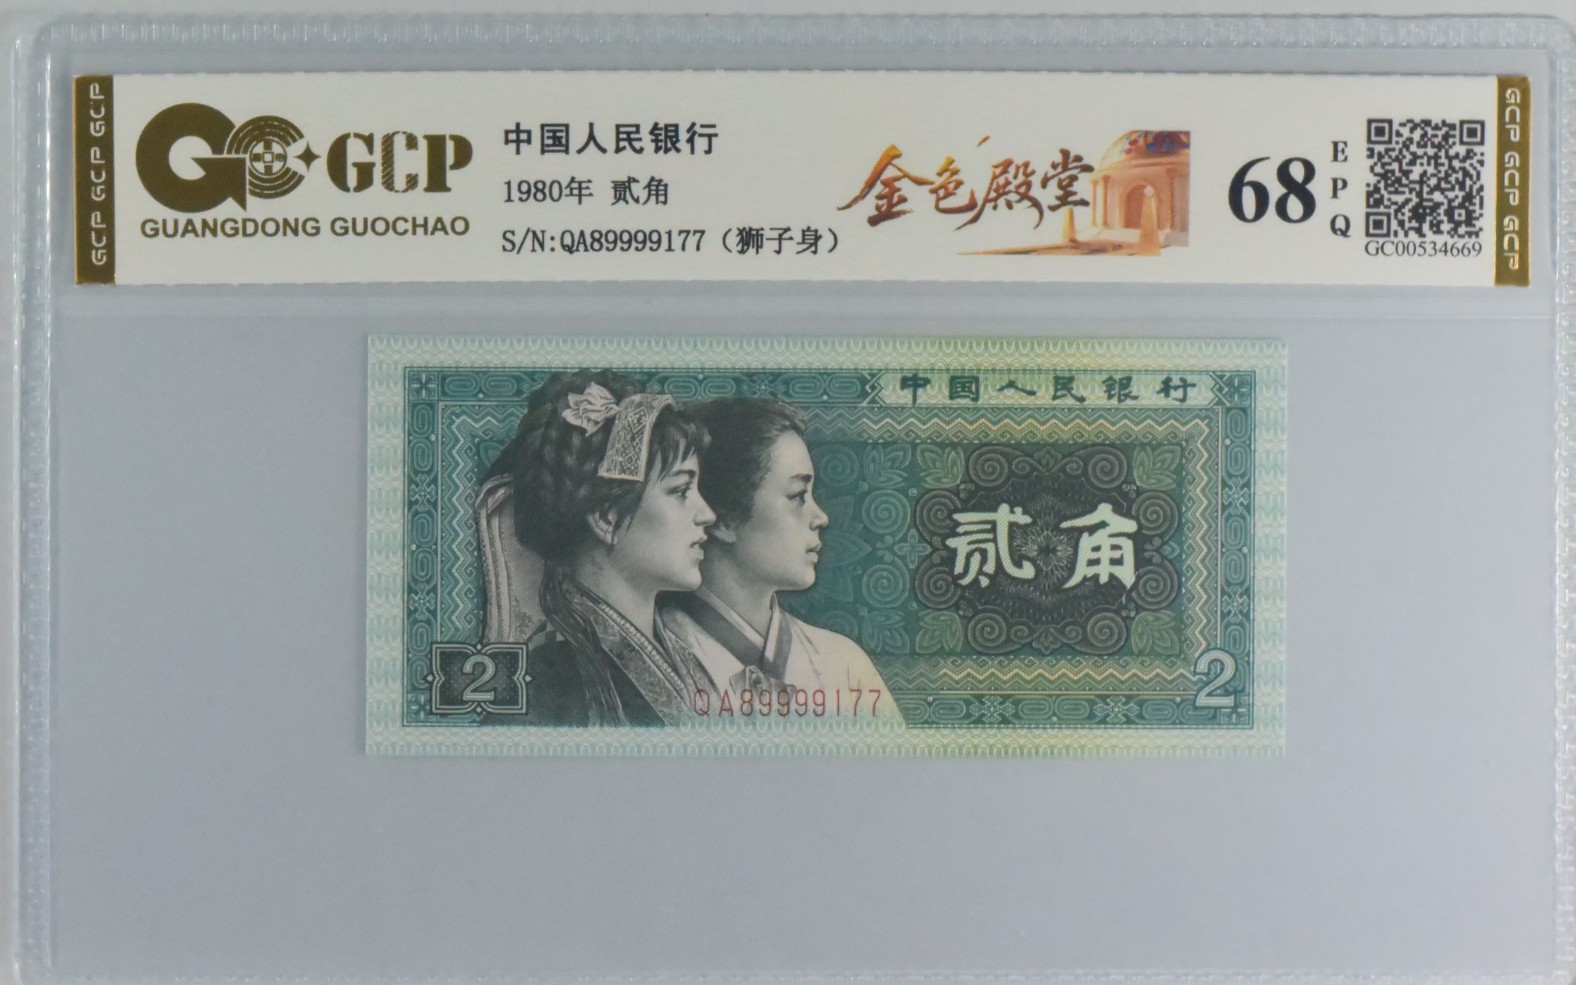 GCP GCP GCP
GCP
GUANGDONG GUOCHAO
中国人民银行
1980年 贰角
S/N:QA89999177（狮子身）
金色殿堂
68
EPQ
GC00534669
GCP GCP GCP
中国人民银行
贰角
2
QA89999177
2